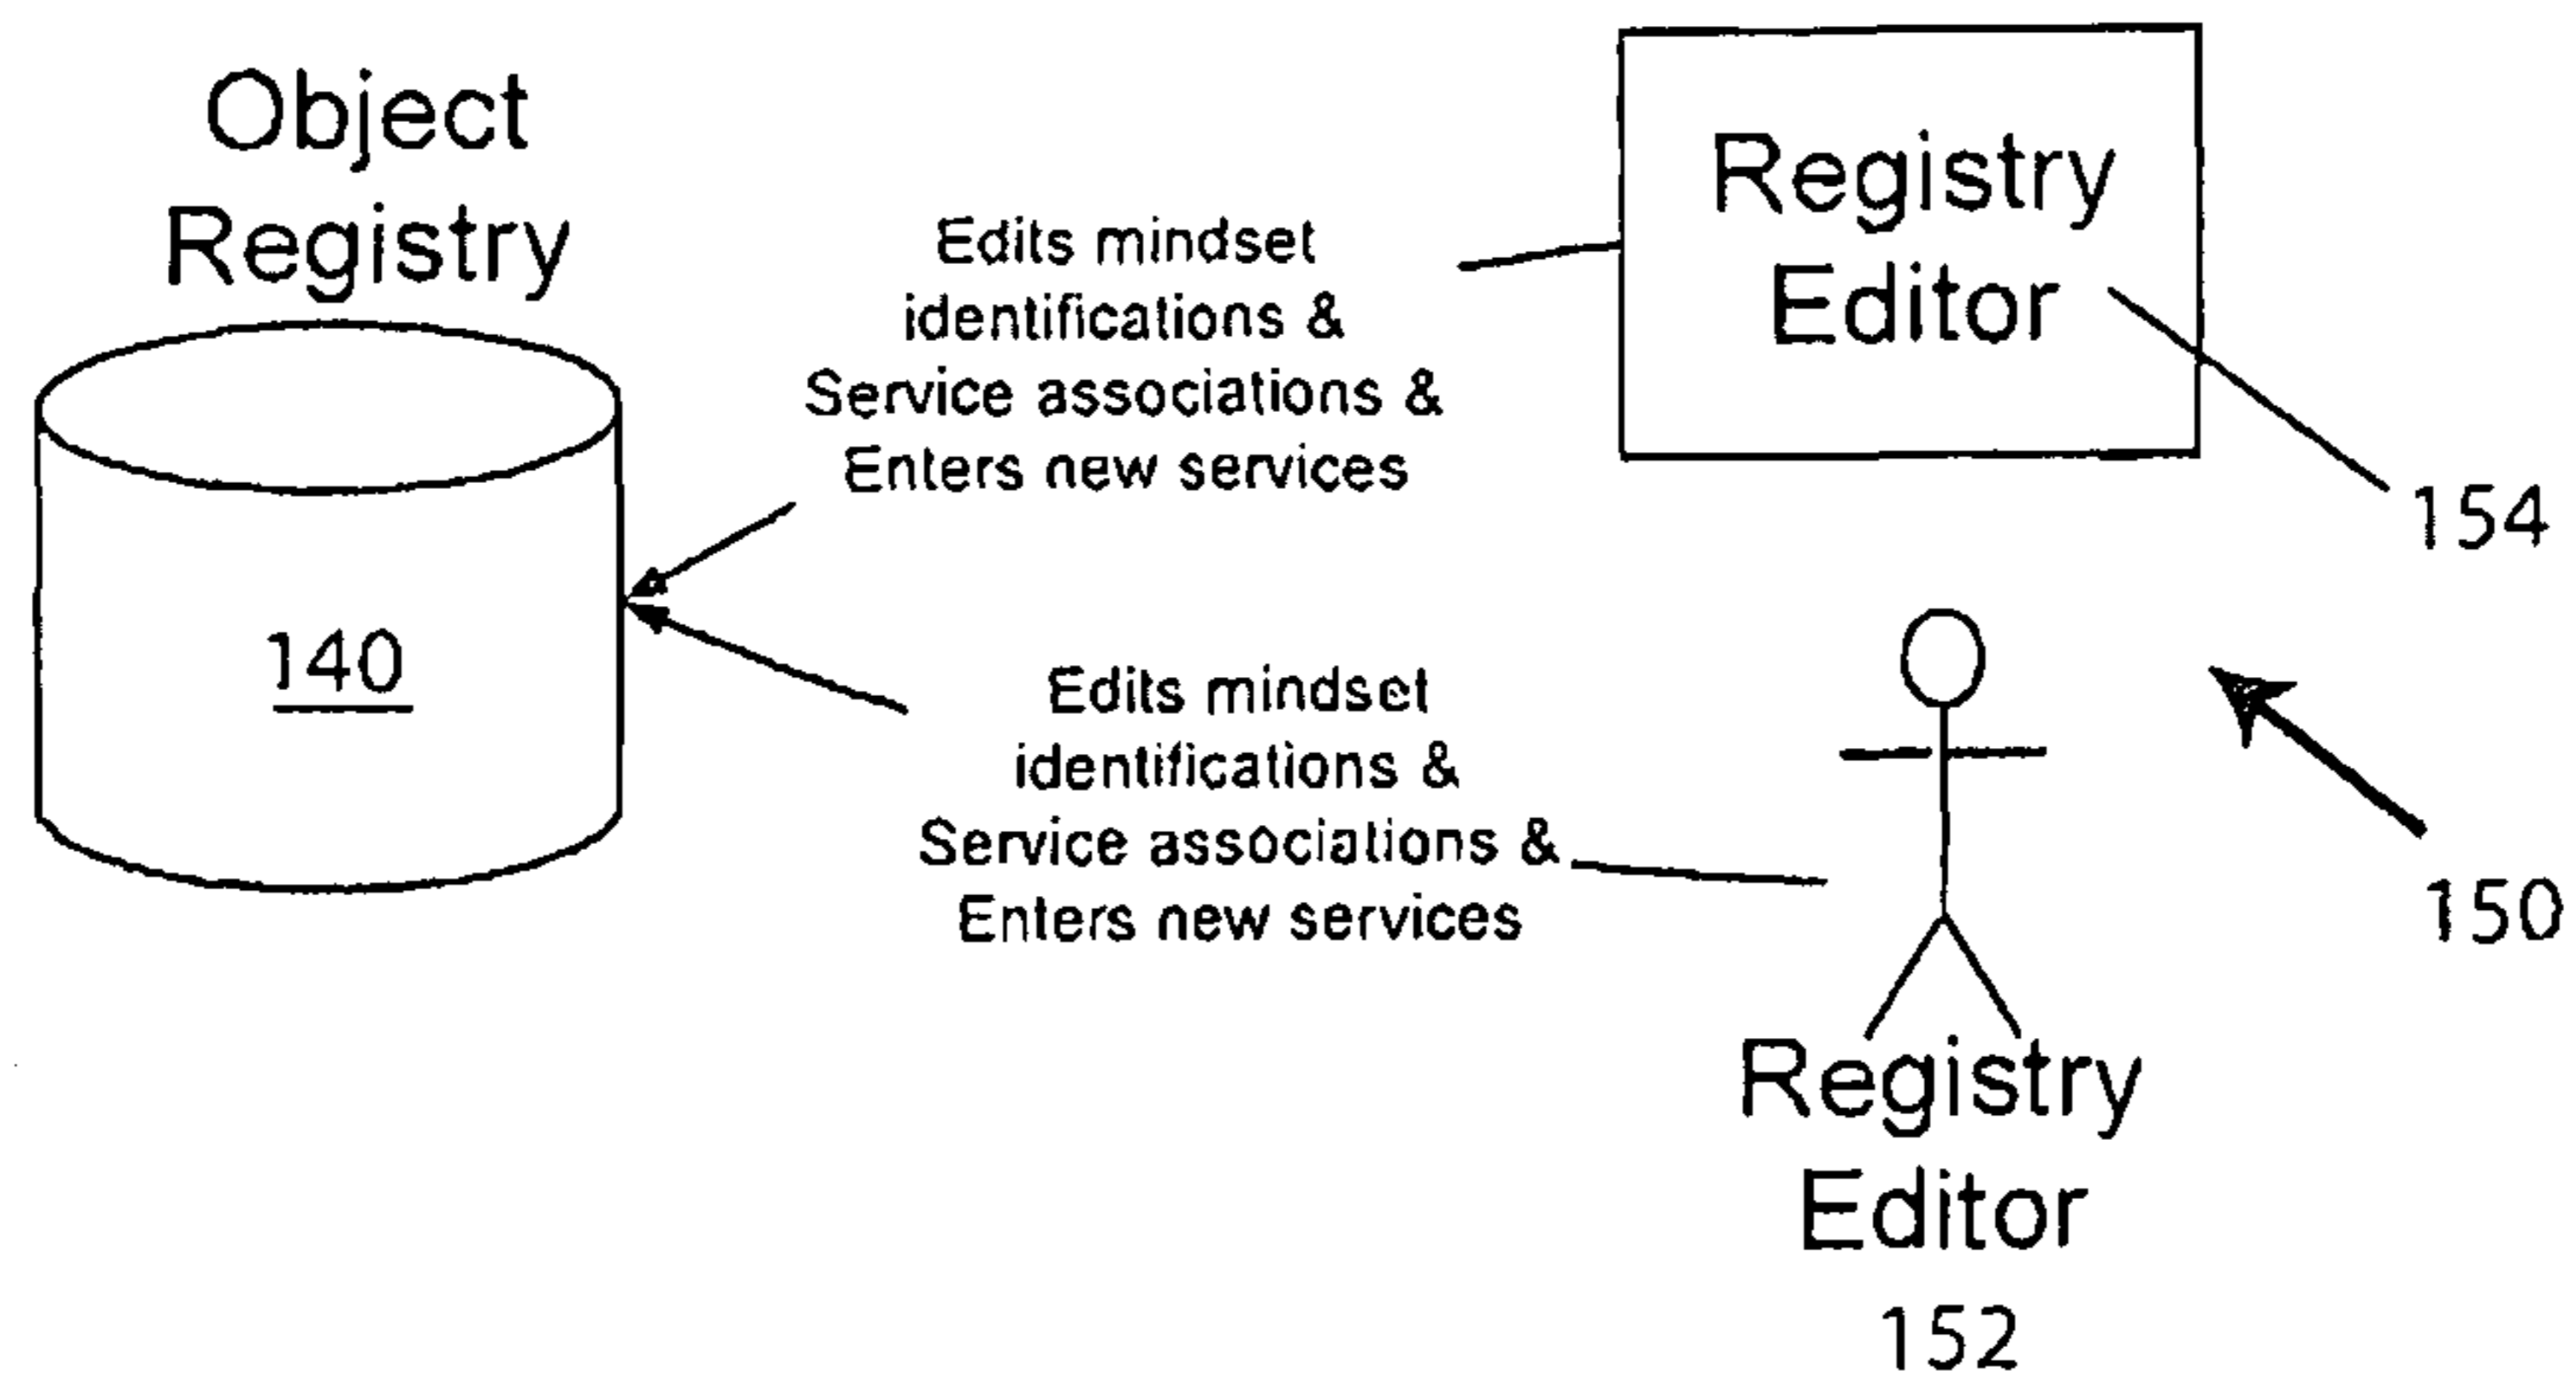 Object
Registry
140
Edits mindset
identifications &
Service associations &
Enters new services
Registry
Editor
154
Edits mindset
identifications &
Service associations &
Enters new services
150
Registry
Editor
152